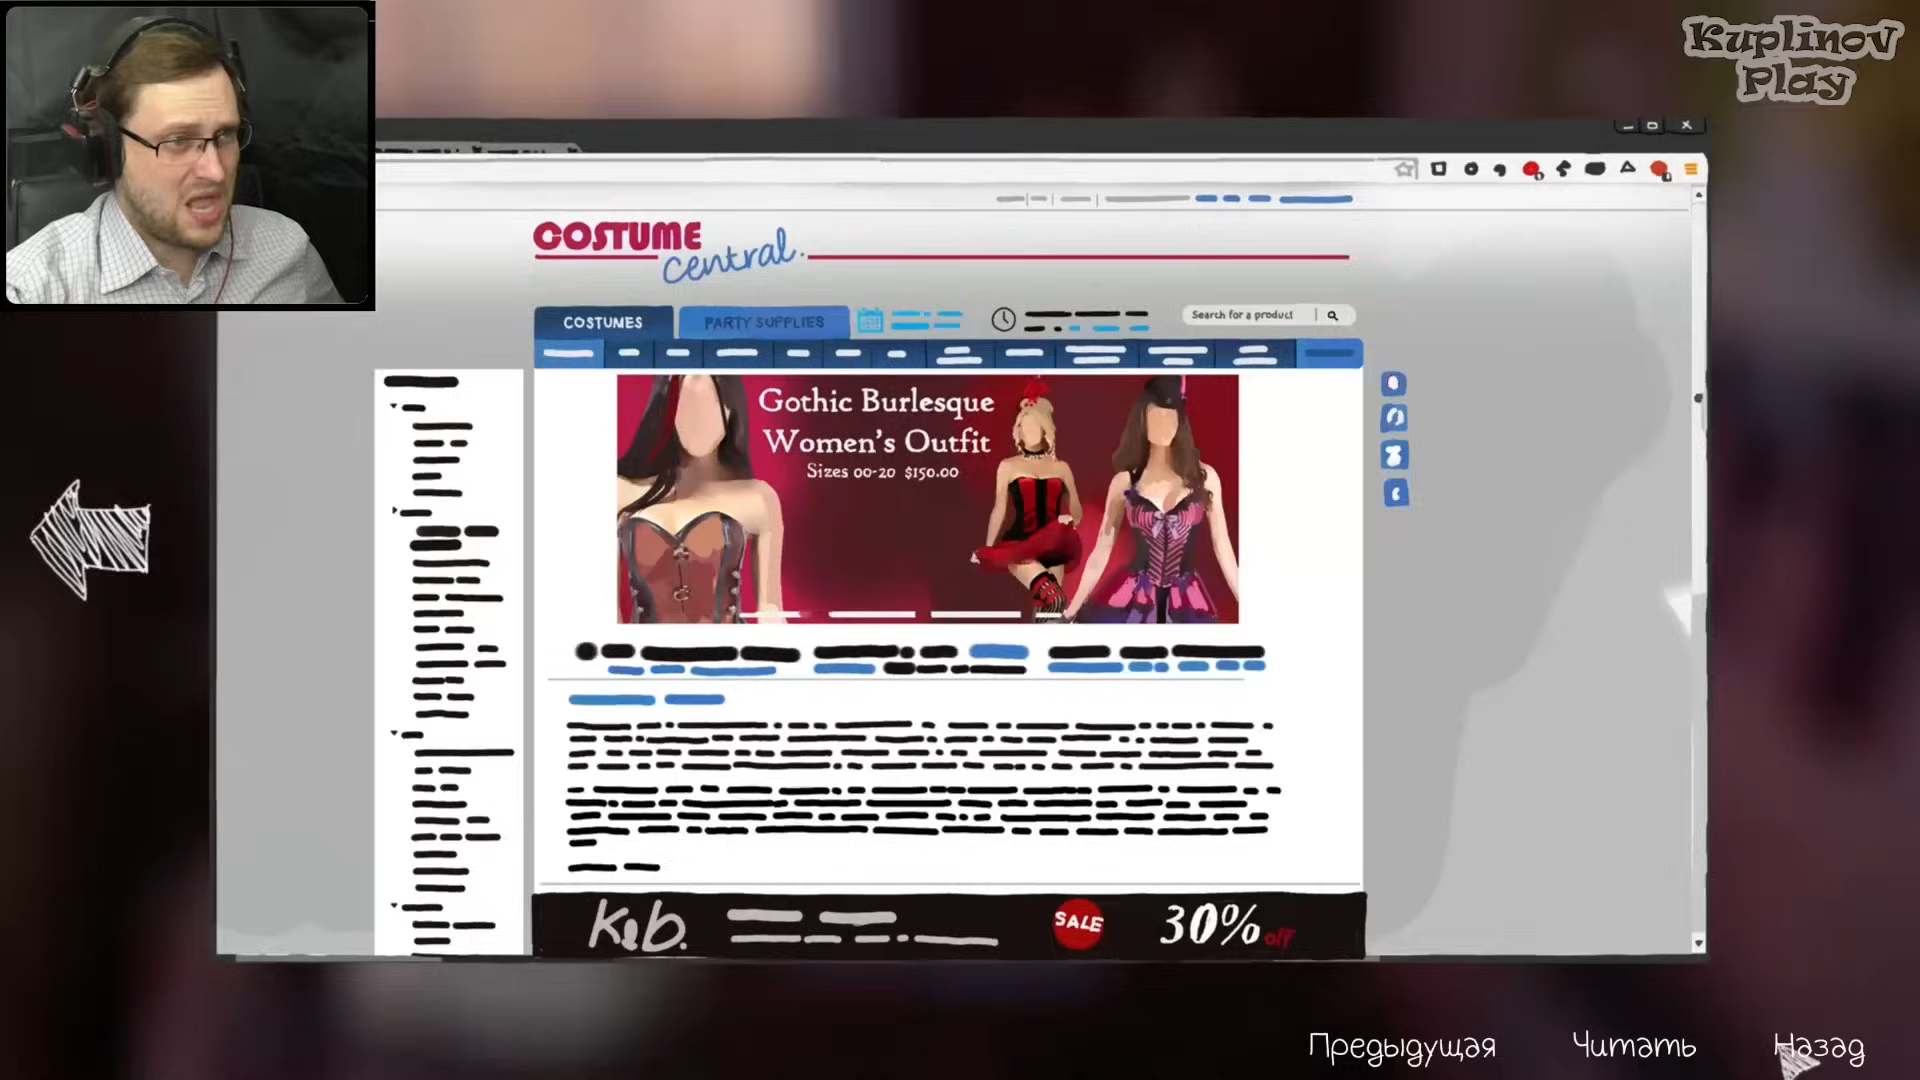 Kuplinov
Play
COSTUME
central.
COSTUMES
PARTY SUPPLIES
Search for a product
Gothic Burlesque
Women's Outfit
Sizes 00-20 $150.00
K&b.
SALE
30% off
Предыдущая
Читать
Назад